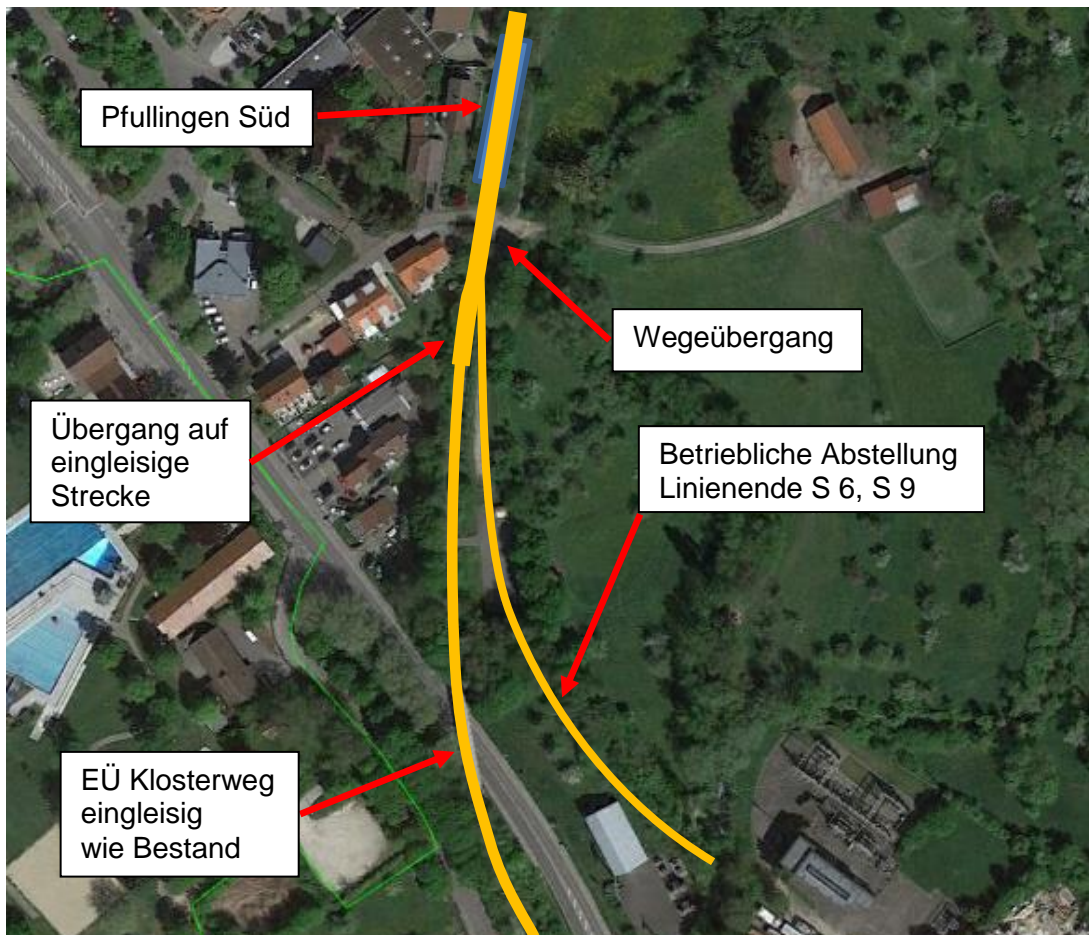 Pfullingen Süd
Wegeübergang
Übergang auf
eingleisige
Strecke
Betriebliche Abstellung
Linienende S 6, S 9
EÜ Klosterweg
eingleisig
wie Bestand